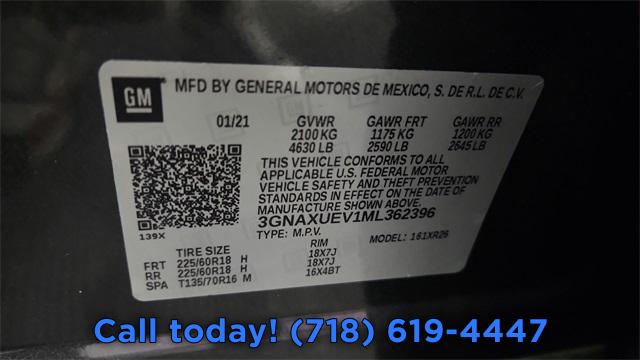 GM
MFD BY GENERAL MOTORS DE MEXICO, S. DE R.L. DE C.V.
01/21 GVWR GAWR FRT GAWR RR
2100 KG 1175 KG 1200 KG
4630 LB 2590 LB 2645 LB
THIS VEHICLE CONFORMS TO ALL
APPLICABLE U.S. FEDERAL MOTOR
VEHICLE SAFETY AND THEFT PREVENTION
STANDARDS IN EFFECT ON THE DATE OF
MANUFACTURE SHOWN ABOVE.
3GNAXUEV1ML362396
139X TYPE: M.P.V. MODEL: 161XR26
TIRE SIZE RIM
FRT 225/60R18 H 18X7J
RR 225/60R18 H 18X7J
SPA T135/70R16 M 16X4BT
Call today! (718) 619-4447